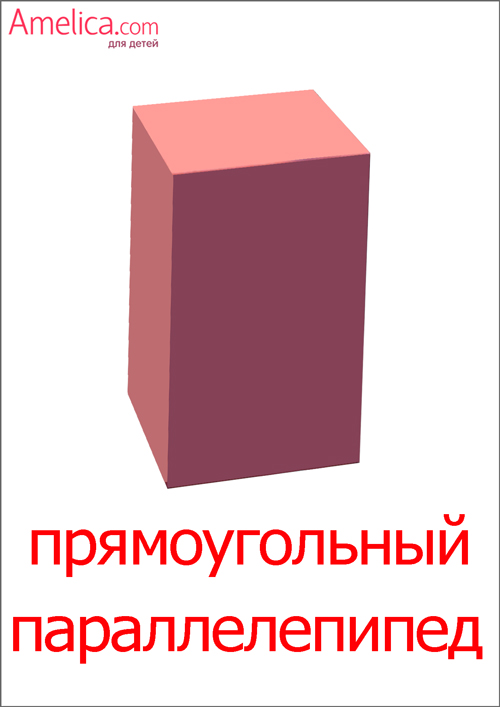 Amelica.com
для детей
прямоугольный
параллелепипед